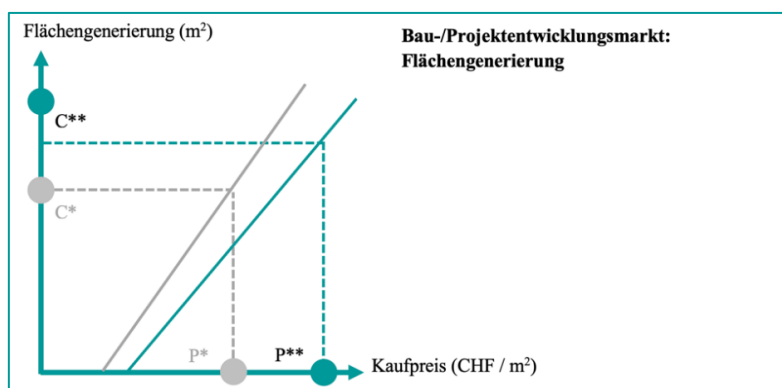 Flächengenerierung (m²)
Bau-/Projektentwicklungsmarkt:
Flächengenerierung
C**
C*
P*
P**
Kaufpreis (CHF / m²)